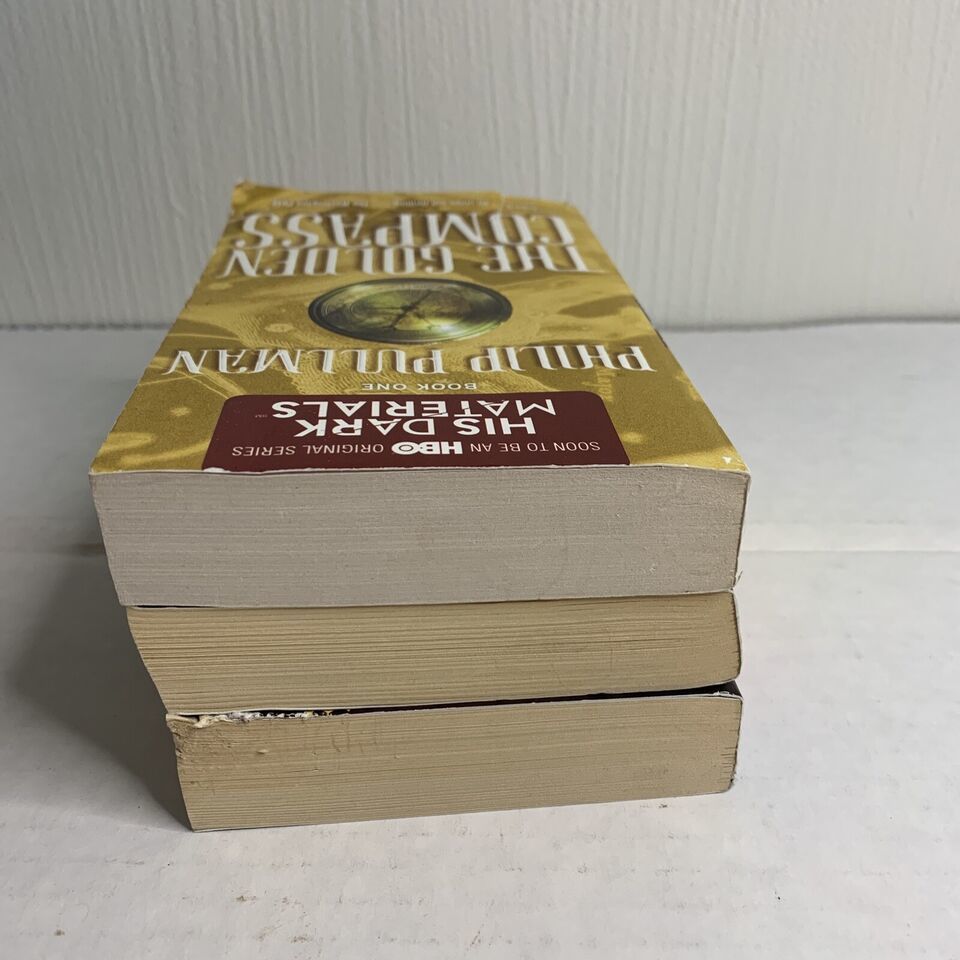 SOON TO BE AN HBO ORIGINAL SERIES
HIS DARK
MATERIALS
BOOK ONE
PHILIP PULLMAN
THE GOLDEN
COMPASS